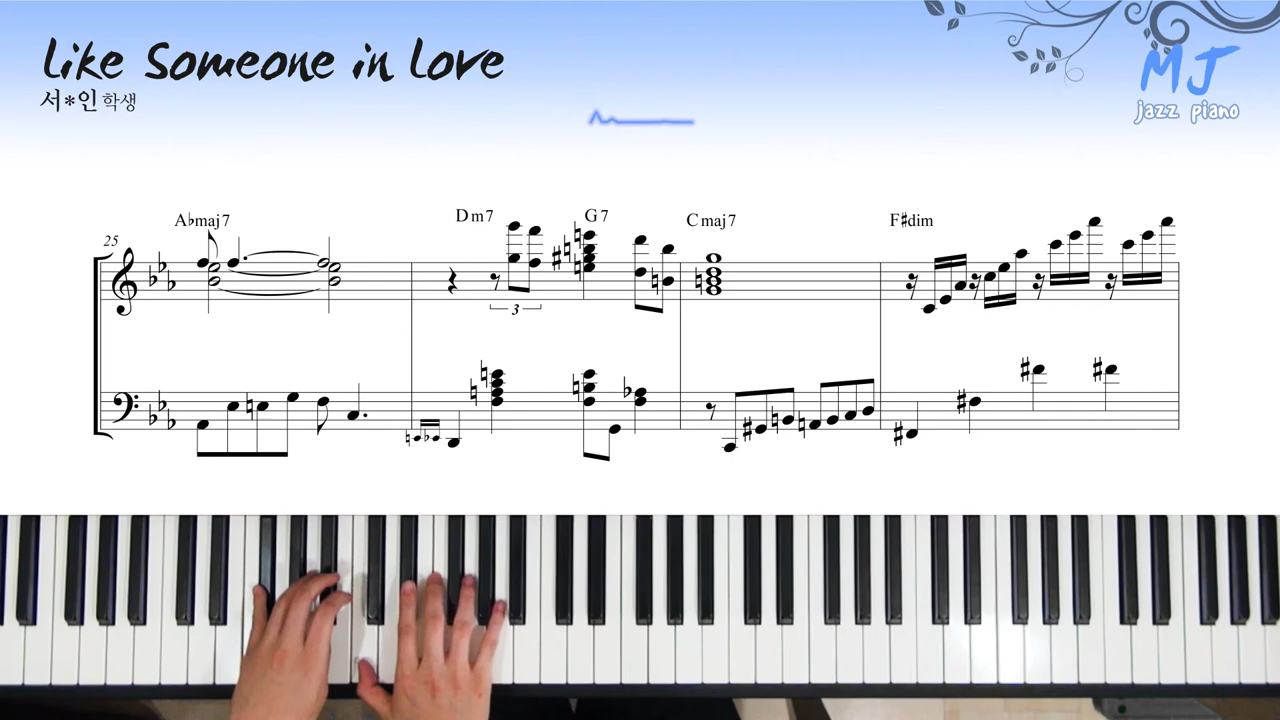 Like Someone in Love
서*인 학생
MJ
jazz piano
A♭maj7 Dm7 G7 Cmaj7 F♯dim
25
3